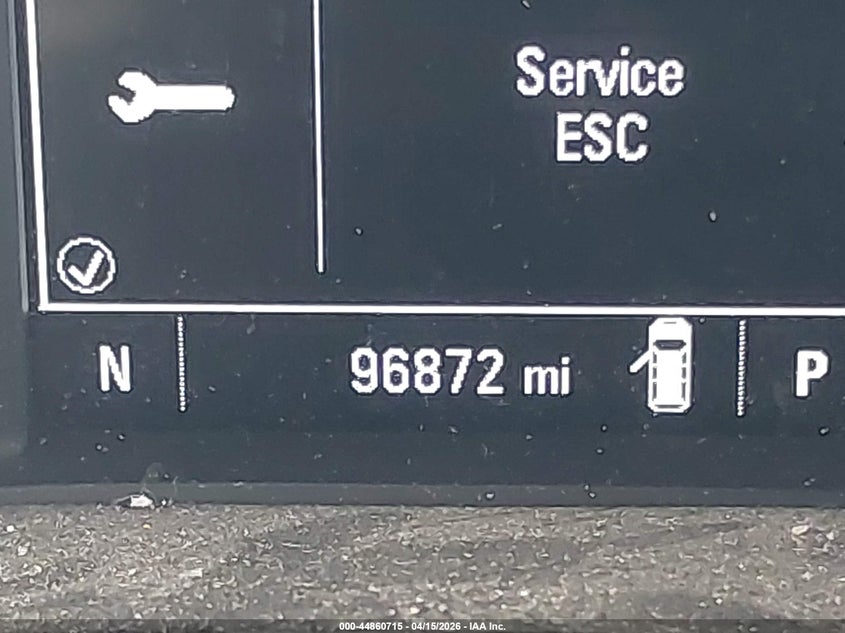 Service
ESC
N 96872 mi P
000-44860715 - 04/15/2026 - IAA Inc.